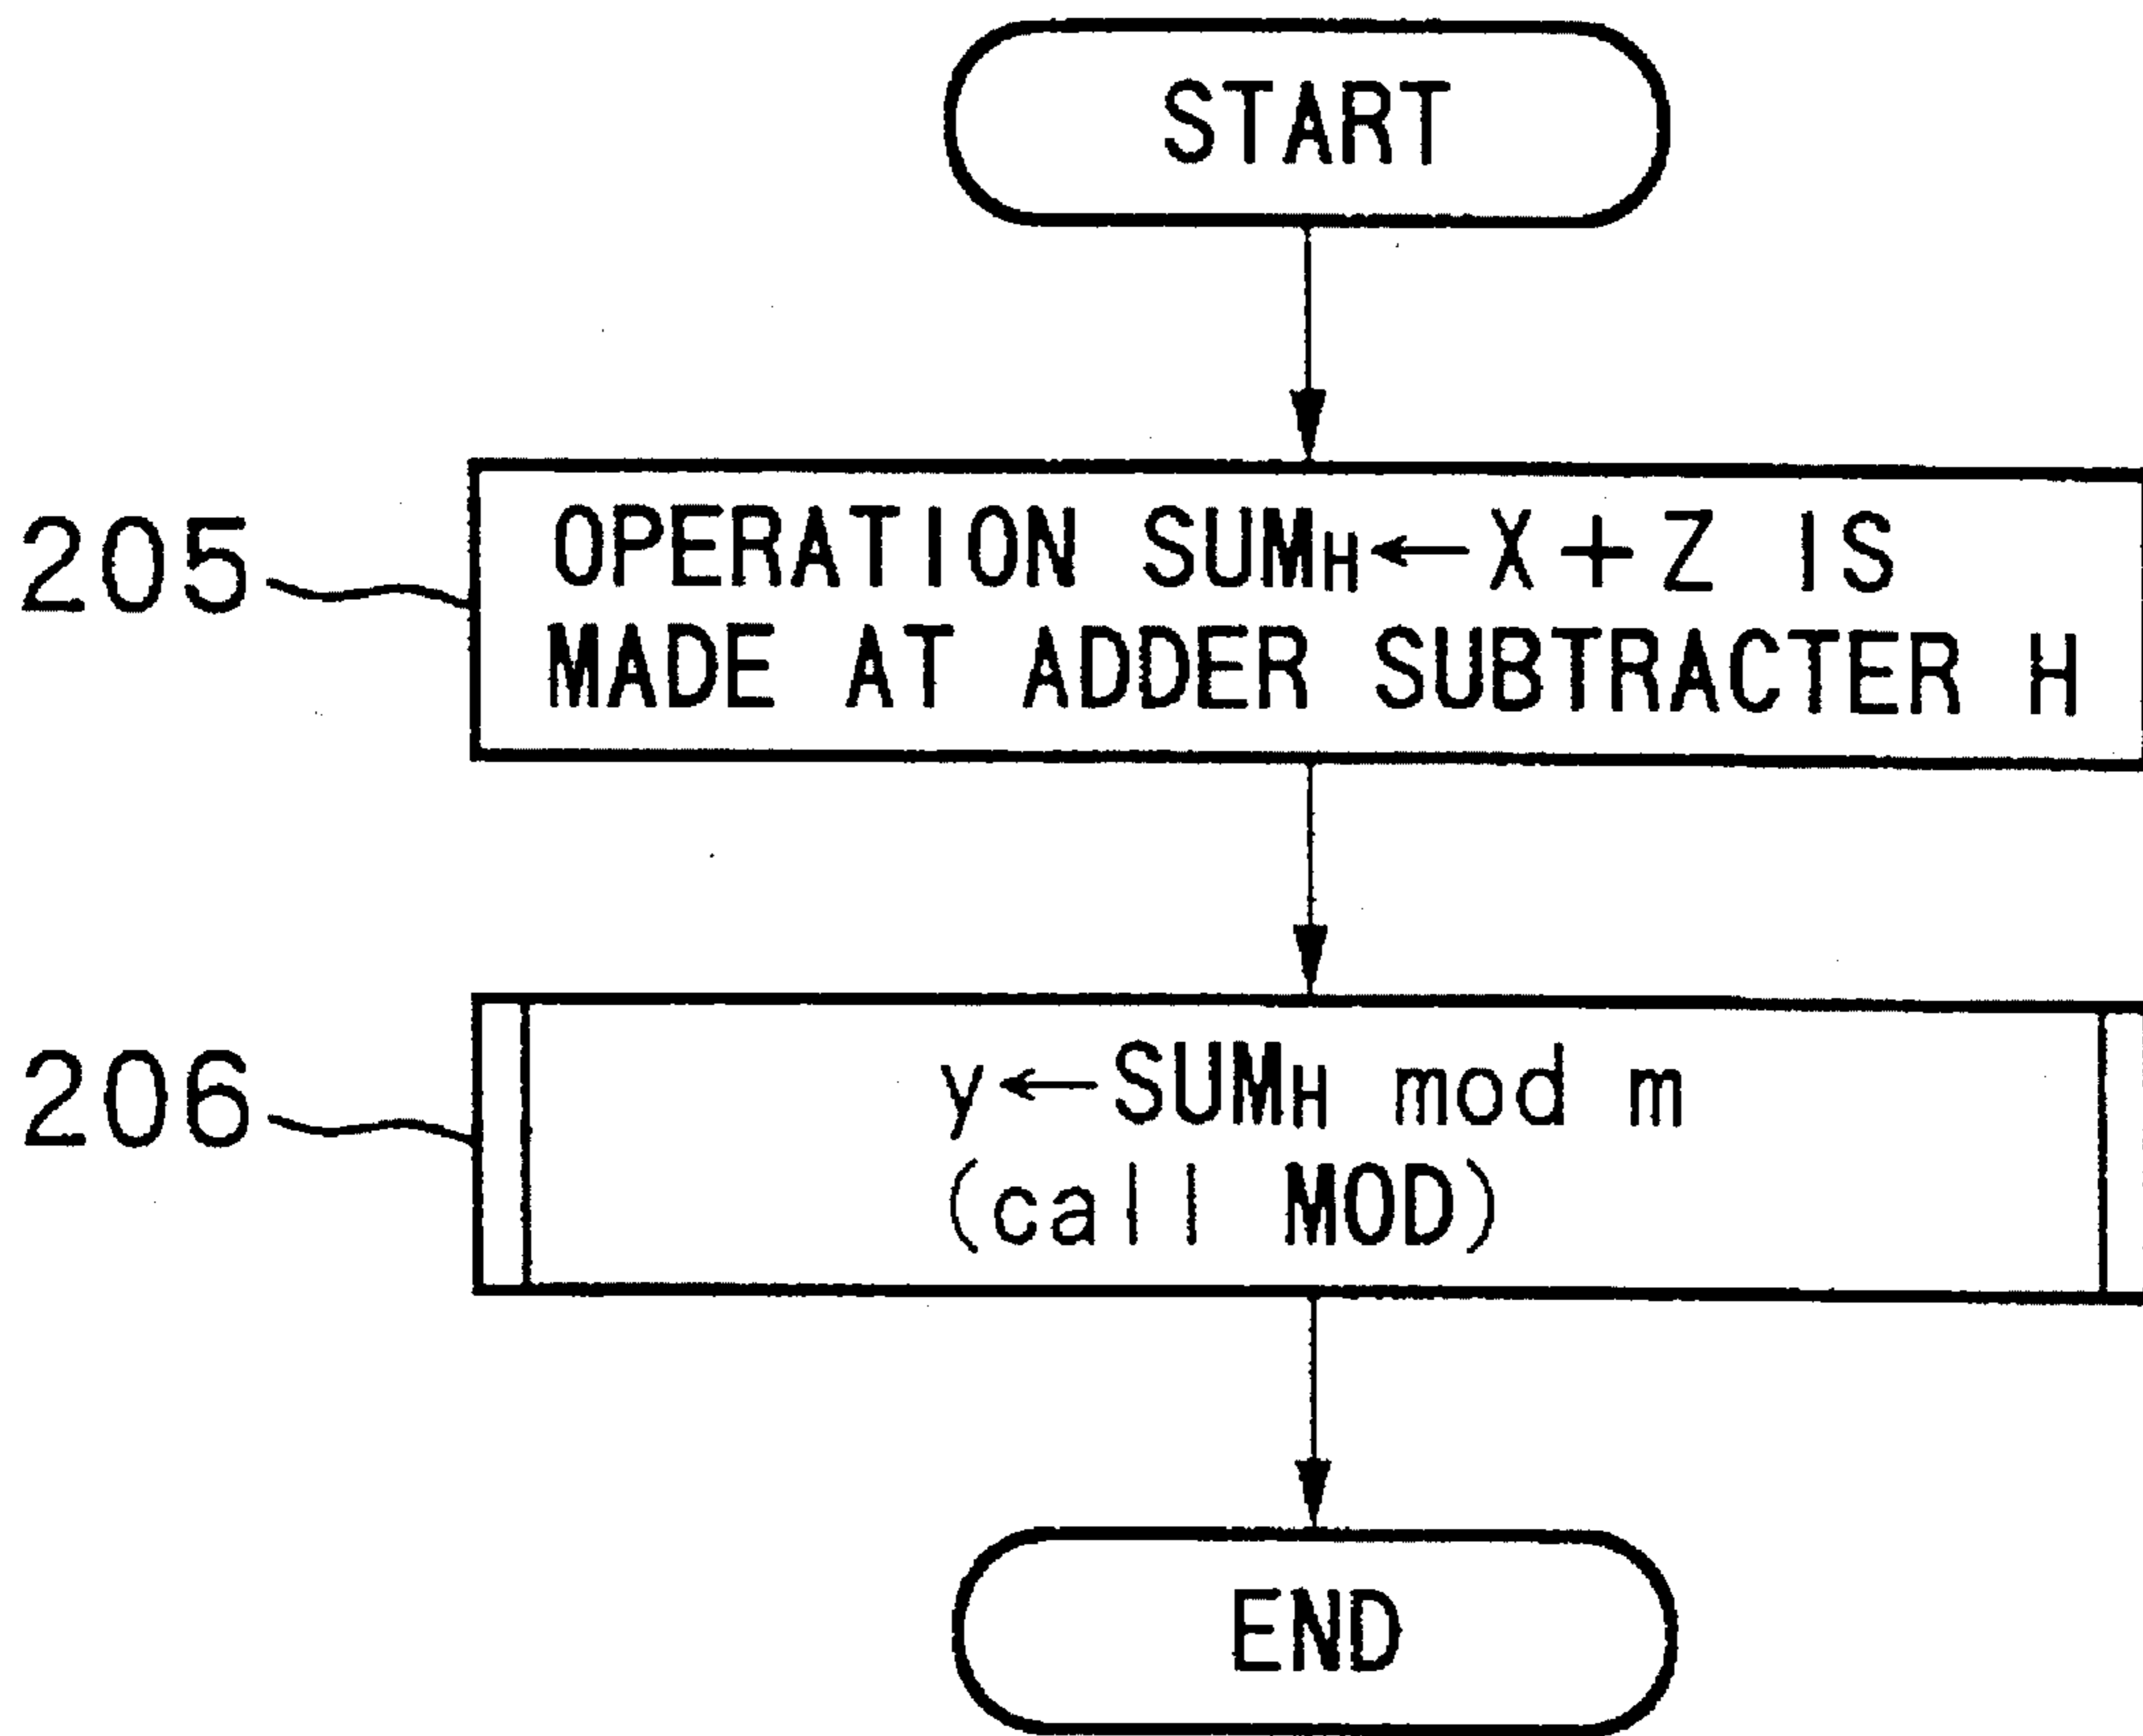 START
205
OPERATION SUMH←X+Z IS
MADE AT ADDER SUBTRACTER H
206
y←SUMH mod m
(call MOD)
END